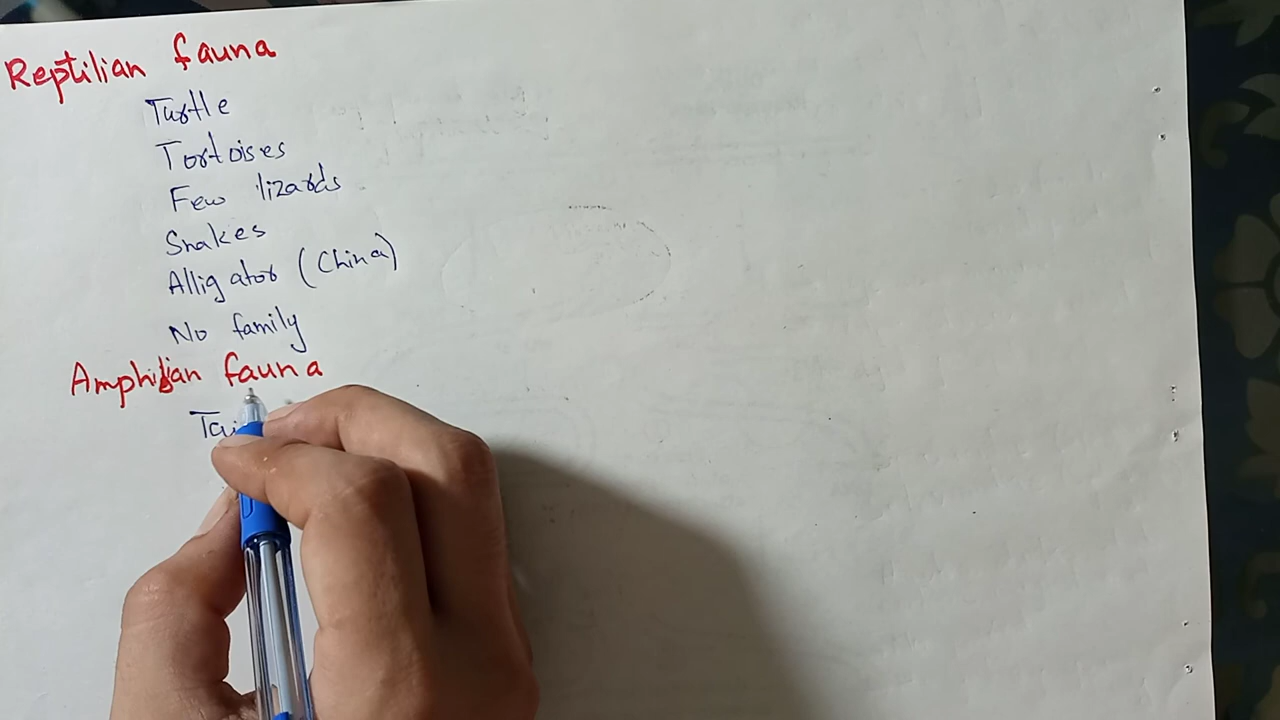 Reptilian fauna
Turtle
Tortoises
Few lizards
Snakes
Alligator (China)
No family
Amphibian fauna